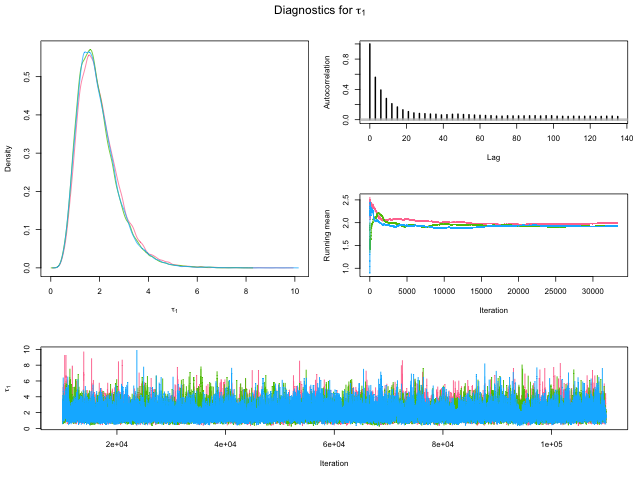 Diagnostics for τ1
Density
0.0 0.1 0.2 0.3 0.4 0.5
0 2 4 6 8 10
τ1
Autocorrelation
0.0 0.4 0.8
0 20 40 60 80 100 120 140
Lag
Running mean
1.0 1.5 2.0 2.5
0 5000 10000 15000 20000 25000 30000
Iteration
τ1
0 2 4 6 8 10
2e+04 4e+04 6e+04 8e+04 1e+05
Iteration